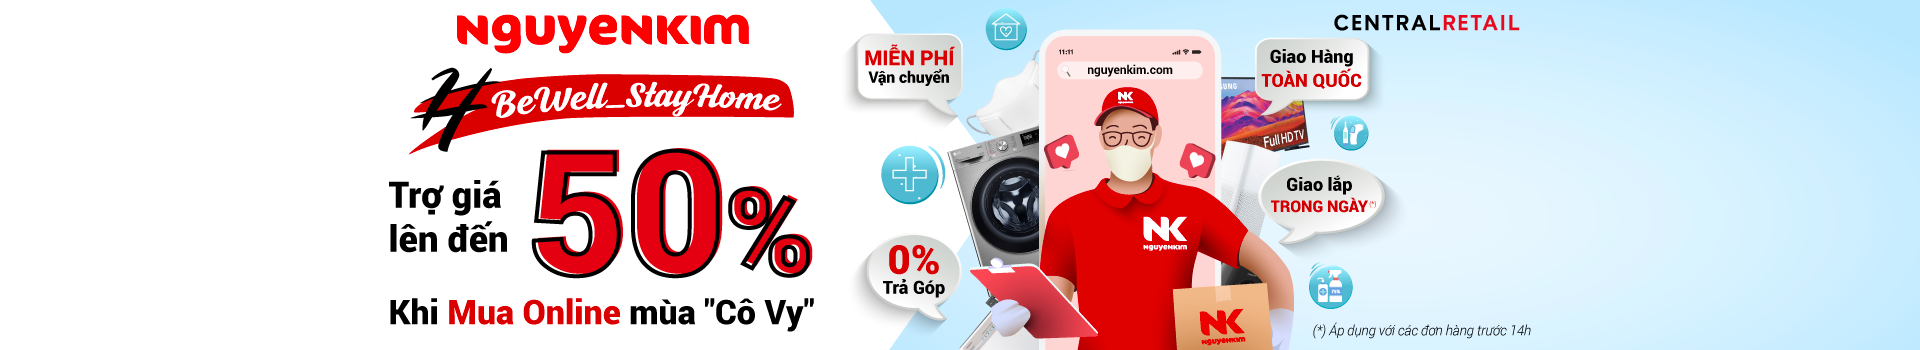 NGUYENKIM
#BeWell_StayHome
Trợ giá
lên đến
50%
Khi Mua Online mùa "Cô Vy"
MIỄN PHÍ
Vận chuyển
0%
Trả Góp
11:11
nguyenkim.com
NK
NGUYENKIM
NK
NGUYENKIM
CENTRALRETAIL
Giao Hàng
TOÀN QUỐC
Full HD TV
Giao lắp
TRONG NGÀY(*)
(*) Áp dụng với các đơn hàng trước 14h